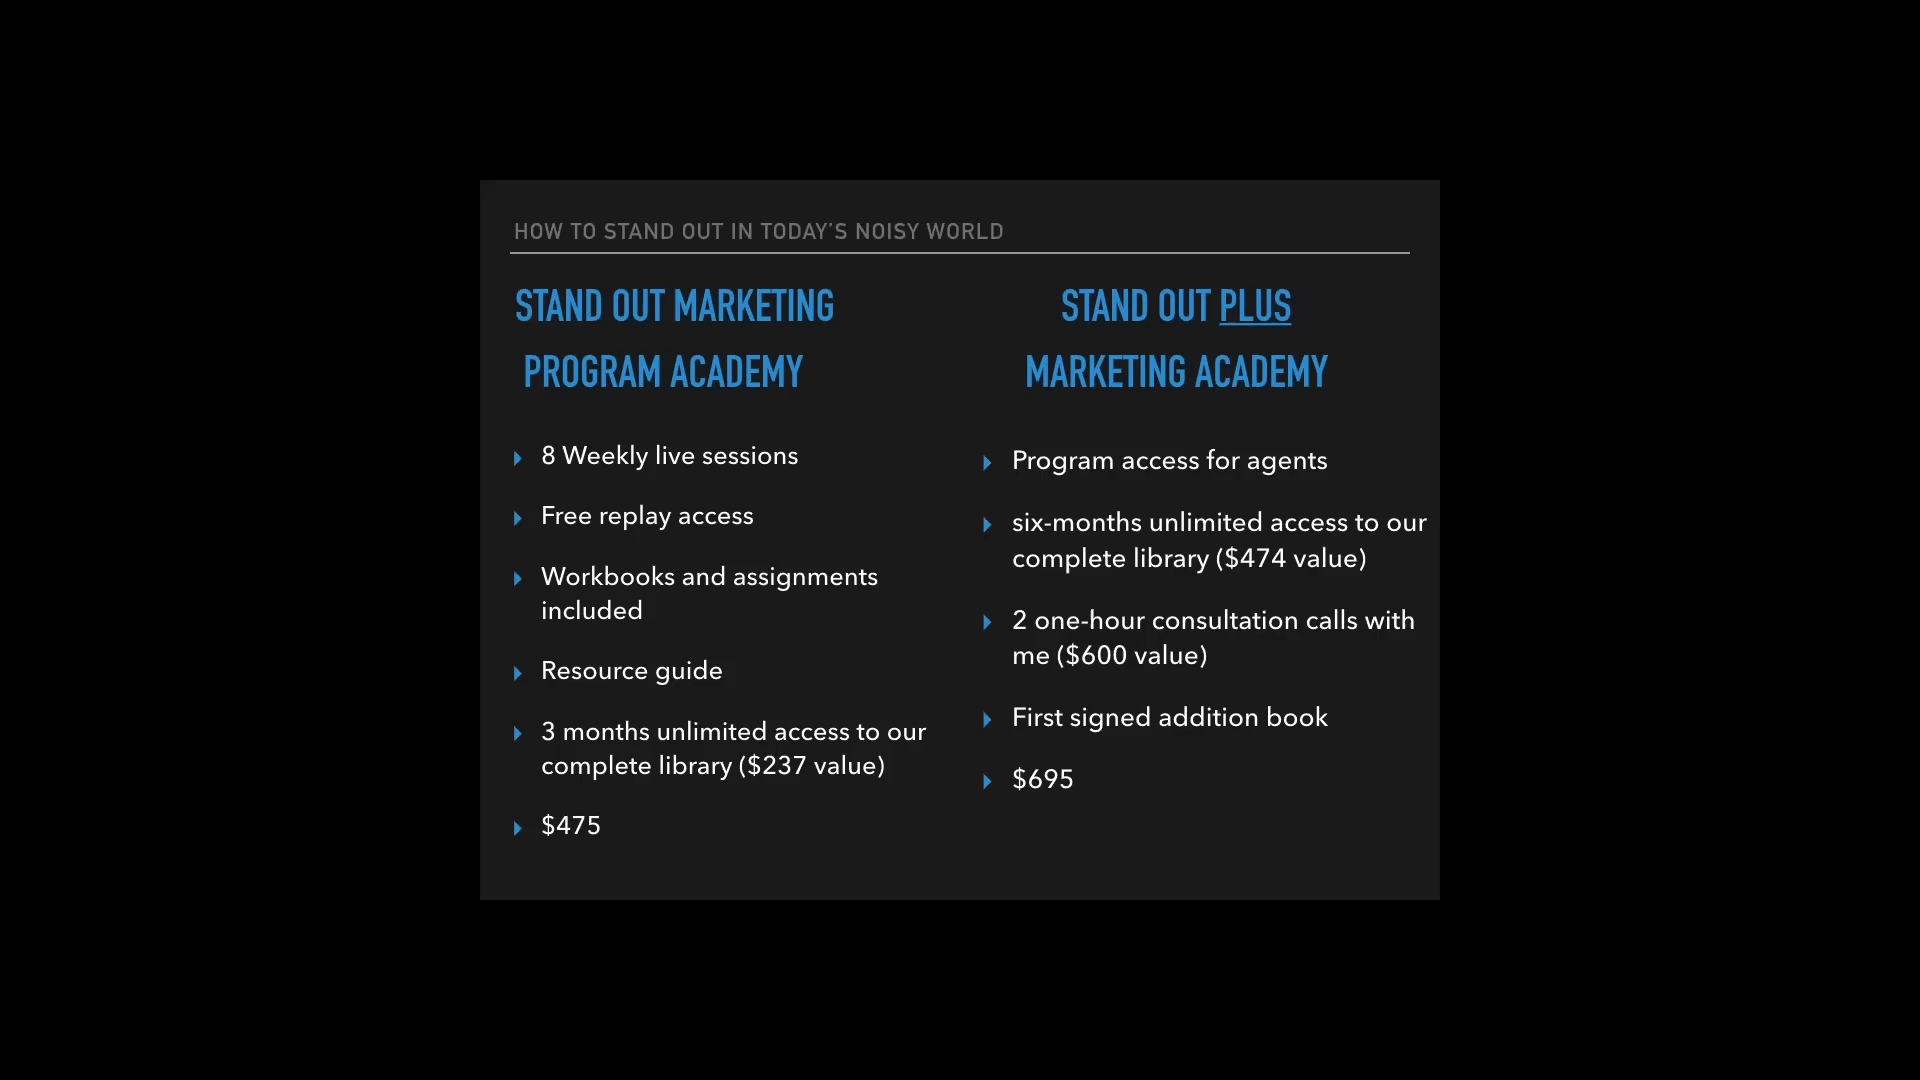 HOW TO STAND OUT IN TODAY’S NOISY WORLD
STAND OUT MARKETING
PROGRAM ACADEMY
8 Weekly live sessions
Free replay access
Workbooks and assignments
included
Resource guide
3 months unlimited access to our
complete library ($237 value)
$475
STAND OUT PLUS
MARKETING ACADEMY
Program access for agents
six-months unlimited access to our
complete library ($474 value)
2 one-hour consultation calls with
me ($600 value)
First signed addition book
$695